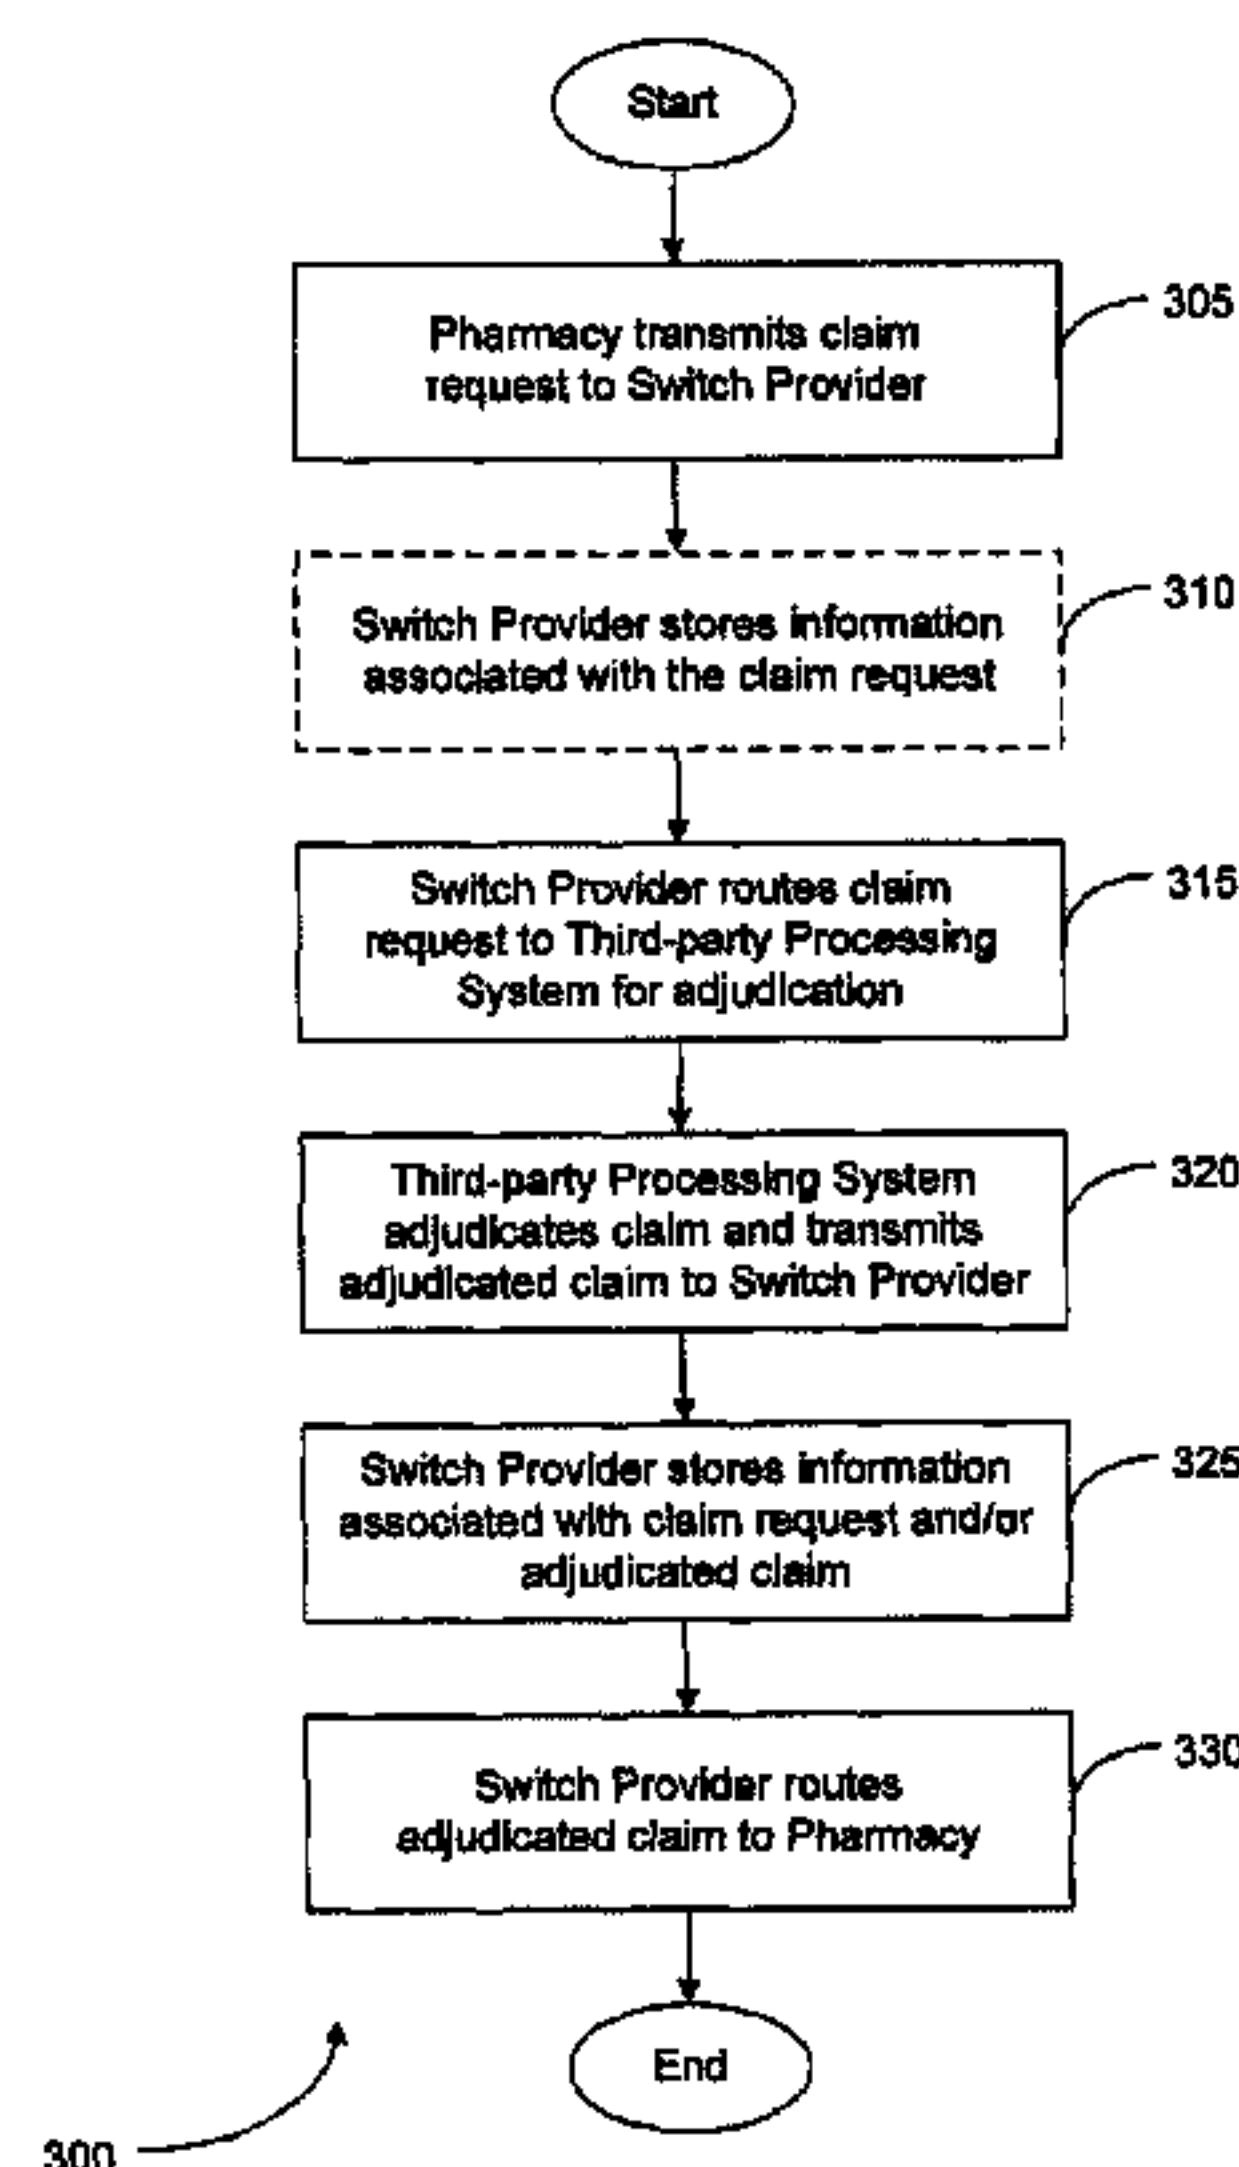 Start
Pharmacy transmits claim
request to Switch Provider
305
Switch Provider stores information
associated with the claim request
310
Switch Provider routes claim
request to Third-party Processing
System for adjudication
315
Third-party Processing System
adjudicates claim and transmits
adjudicated claim to Switch Provider
320
Switch Provider stores information
associated with claim request and/or
adjudicated claim
325
Switch Provider routes
adjudicated claim to Pharmacy
330
End
300